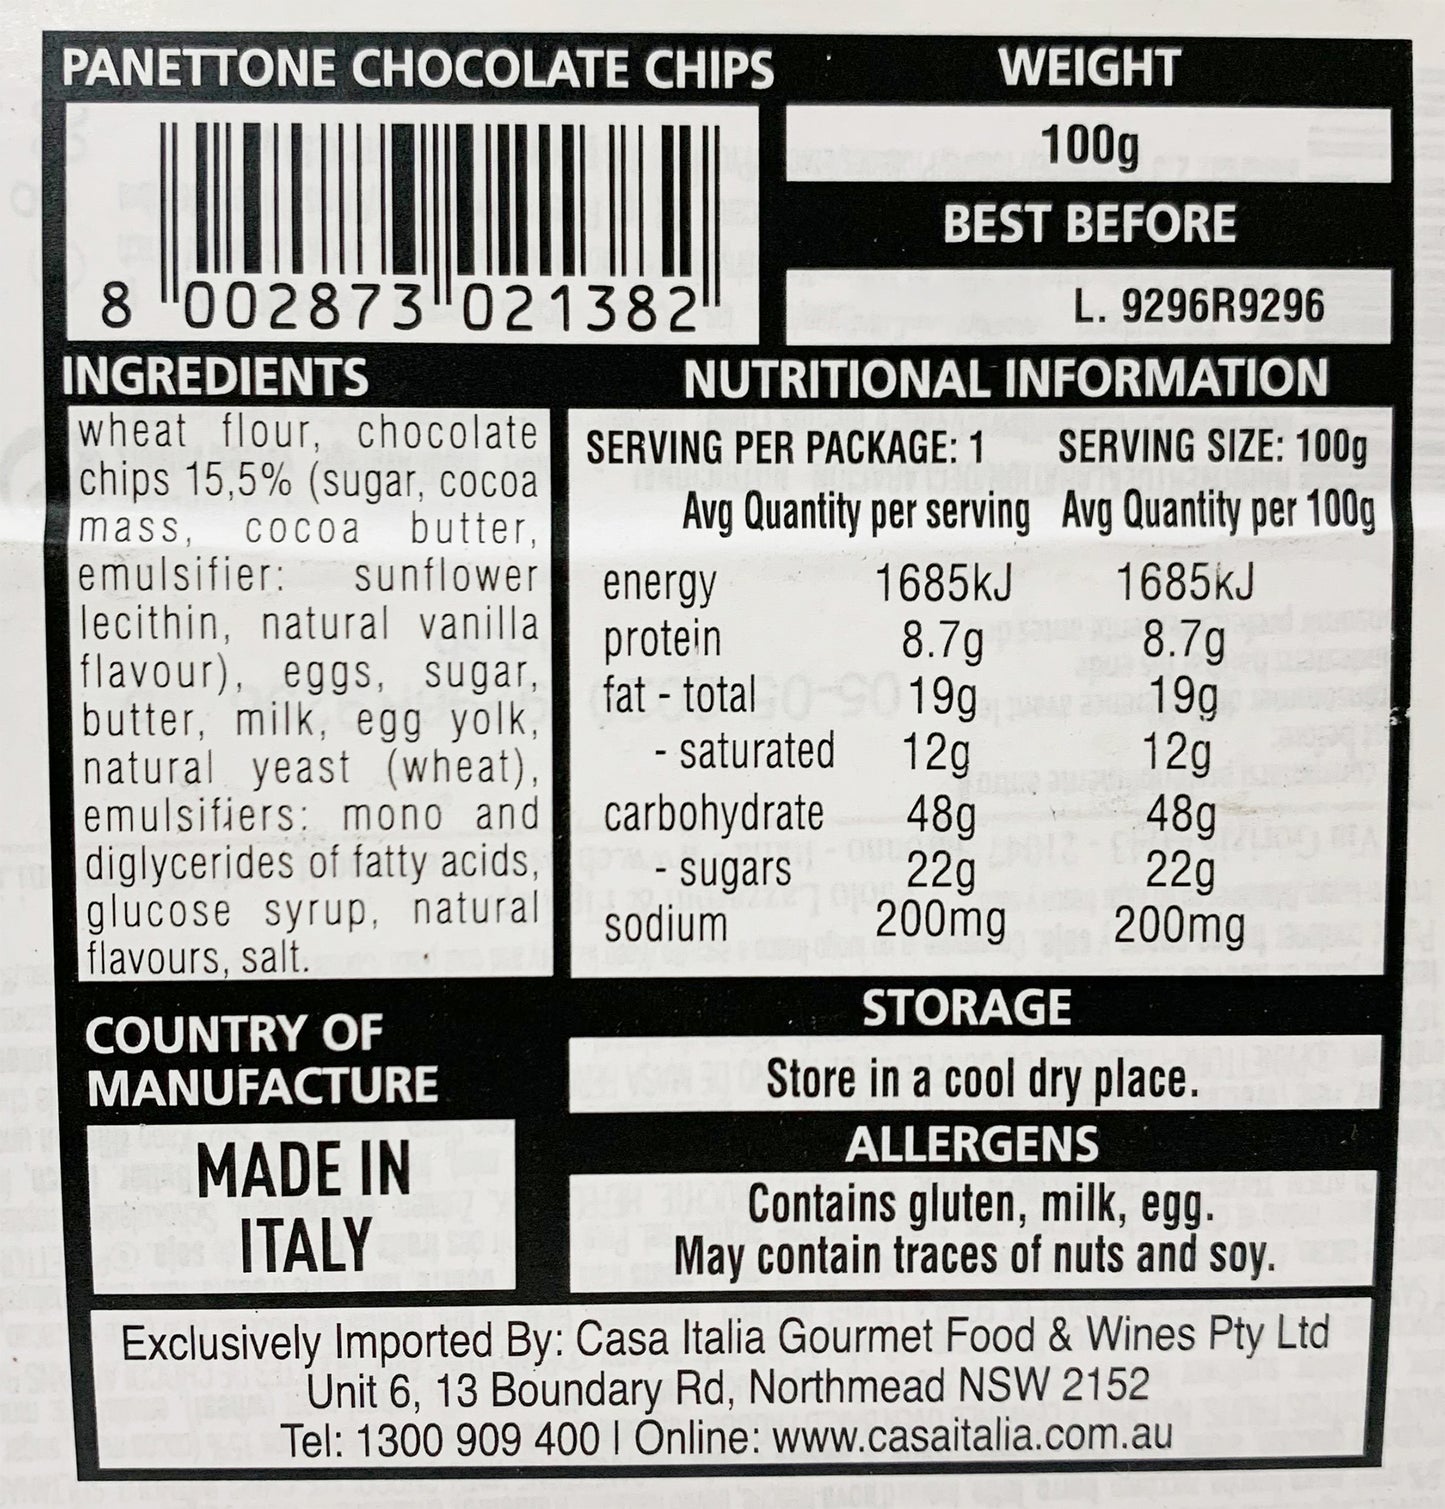 PANETTONE CHOCOLATE CHIPS
8 002873 021382
WEIGHT
100g
BEST BEFORE
L. 9296R9296
INGREDIENTS
wheat flour, chocolate
chips 15,5% (sugar, cocoa
mass, cocoa butter,
emulsifier: sunflower
lecithin, natural vanilla
flavour), eggs, sugar,
butter, milk, egg yolk,
natural yeast (wheat),
emulsifiers: mono and
diglycerides of fatty acids,
glucose syrup, natural
flavours, salt.
NUTRITIONAL INFORMATION
SERVING PER PACKAGE: 1 SERVING SIZE: 100g
Avg Quantity per serving Avg Quantity per 100g
energy 1685kJ 1685kJ
protein 8.7g 8.7g
fat - total 19g 19g
- saturated 12g 12g
carbohydrate 48g 48g
- sugars 22g 22g
sodium 200mg 200mg
COUNTRY OF
MANUFACTURE
MADE IN
ITALY
STORAGE
Store in a cool dry place.
ALLERGENS
Contains gluten, milk, egg.
May contain traces of nuts and soy.
Exclusively Imported By: Casa Italia Gourmet Food & Wines Pty Ltd
Unit 6, 13 Boundary Rd, Northmead NSW 2152
Tel: 1300 909 400 | Online: www.casaitalia.com.au